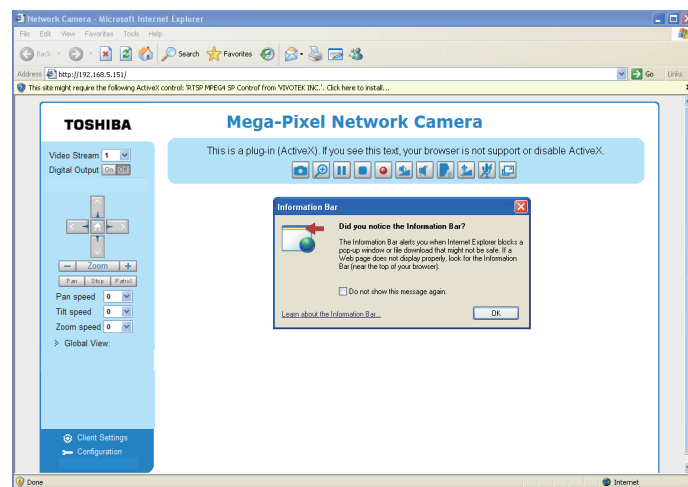 Network Camera - Microsoft Internet Explorer
File Edit View Favorites Tools Help
Back Search Favorites
Address http://192.168.5.151/ Go Links
This site might require the following ActiveX control: 'RTSP MPEG4 SP Control' from 'VIVOTEK INC.'. Click here to install...
TOSHIBA Mega-Pixel Network Camera
This is a plug-in (ActiveX). If you see this text, your browser is not support or disable ActiveX.
Video Stream 1
Digital Output On Off
Information Bar
Did you notice the Information Bar?
The Information Bar alerts you when Internet Explorer blocks a
pop-up window or file download that might not be safe. If a
Web page does not display properly, look for the Information
Bar (near the top of your browser).
Do not show this message again.
Learn about the Information Bar... OK
Zoom
Pan Stop Patrol
Pan speed 0
Tilt speed 0
Zoom speed 0
Global View:
Client Settings
Configuration
Done Internet